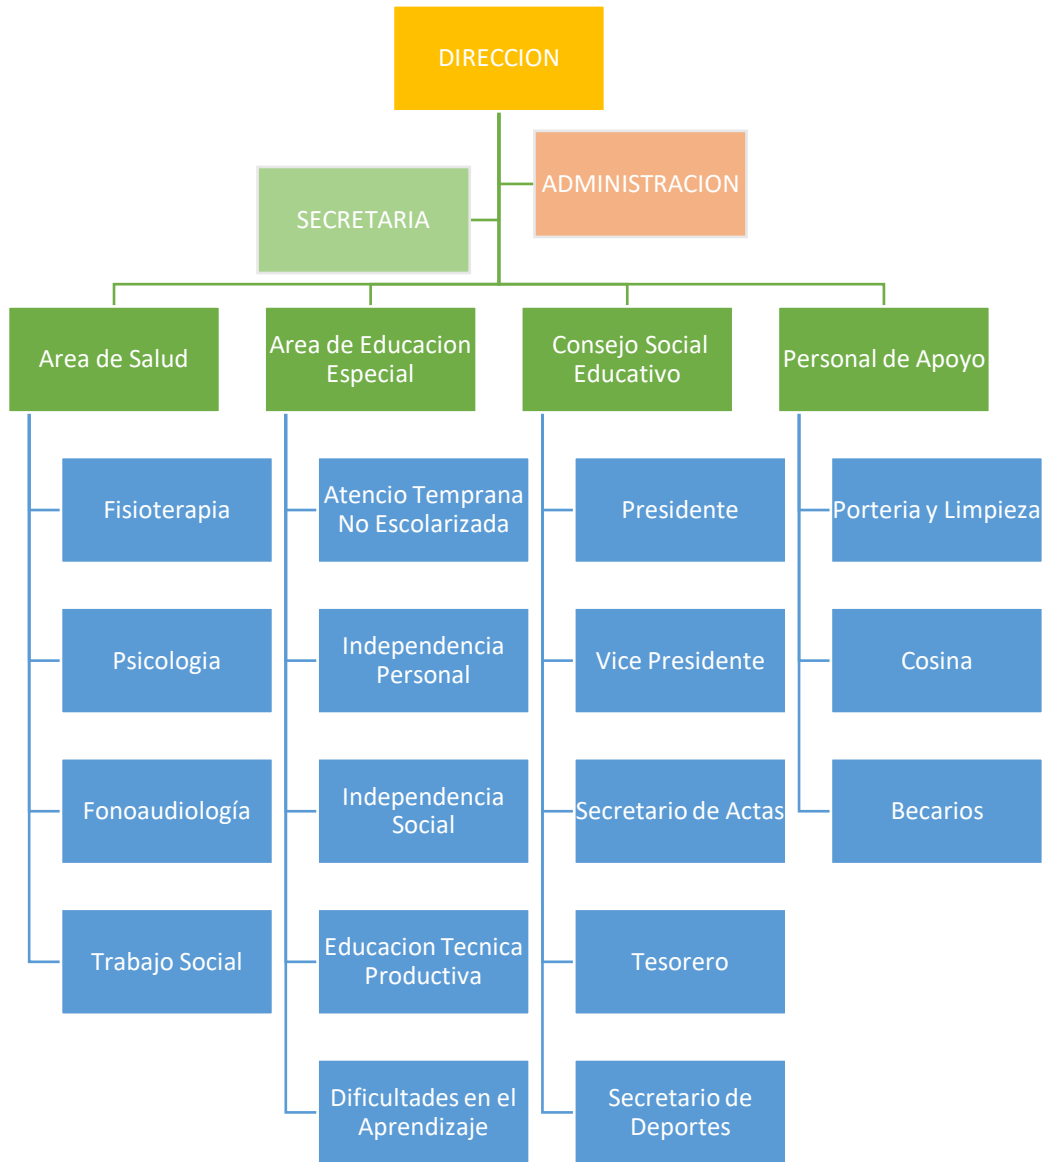 DIRECCION
ADMINISTRACION
SECRETARIA
Area de Salud
Area de Educacion
Especial
Consejo Social
Educativo
Personal de Apoyo
Fisioterapia
Atencio Temprana
No Escolarizada
Presidente
Porteria y Limpieza
Psicologia
Independencia
Personal
Vice Presidente
Cosina
Fonoaudiología
Independencia
Social
Secretario de Actas
Becarios
Trabajo Social
Educacion Tecnica
Productiva
Tesorero
Dificultades en el
Aprendizaje
Secretario de
Deportes